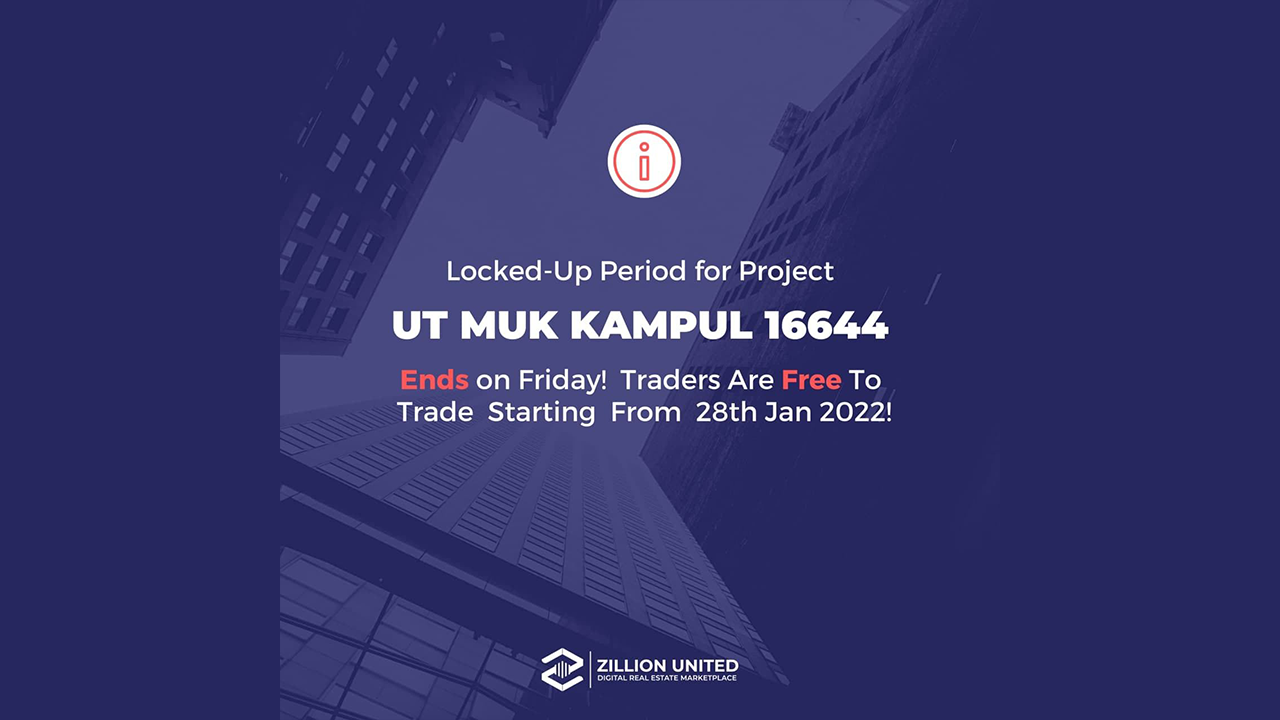 Locked-Up Period for Project
UT MUK KAMPUL 16644
Ends on Friday! Traders Are Free To
Trade Starting From 28th Jan 2022!
ZILLION UNITED
DIGITAL REAL ESTATE MARKETPLACE